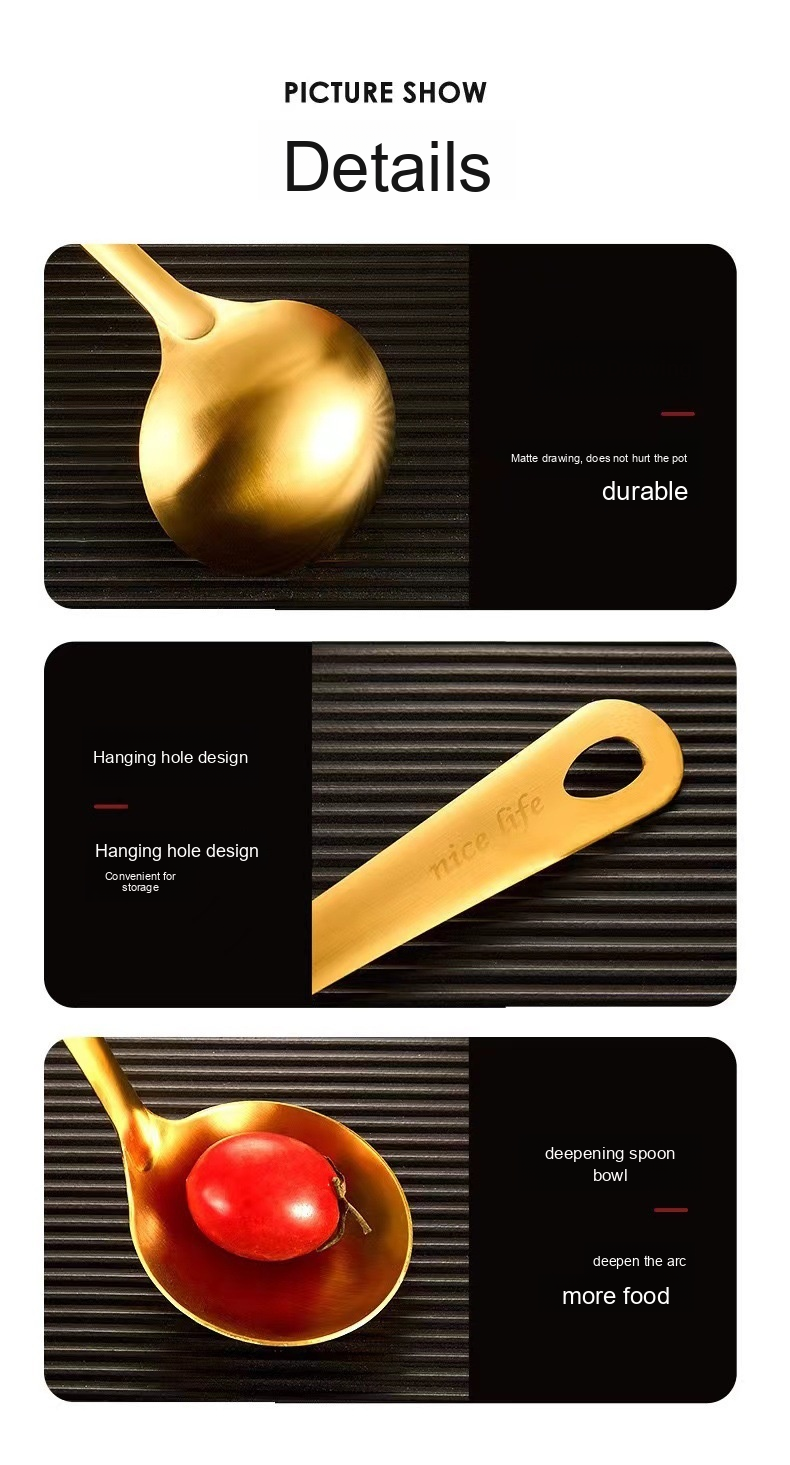 PICTURE SHOW
Details
Matte drawing, does not hurt the pot
durable
Hanging hole design
Hanging hole design
Convenient for
storage
nice life
deepening spoon
bowl
deepen the arc
more food